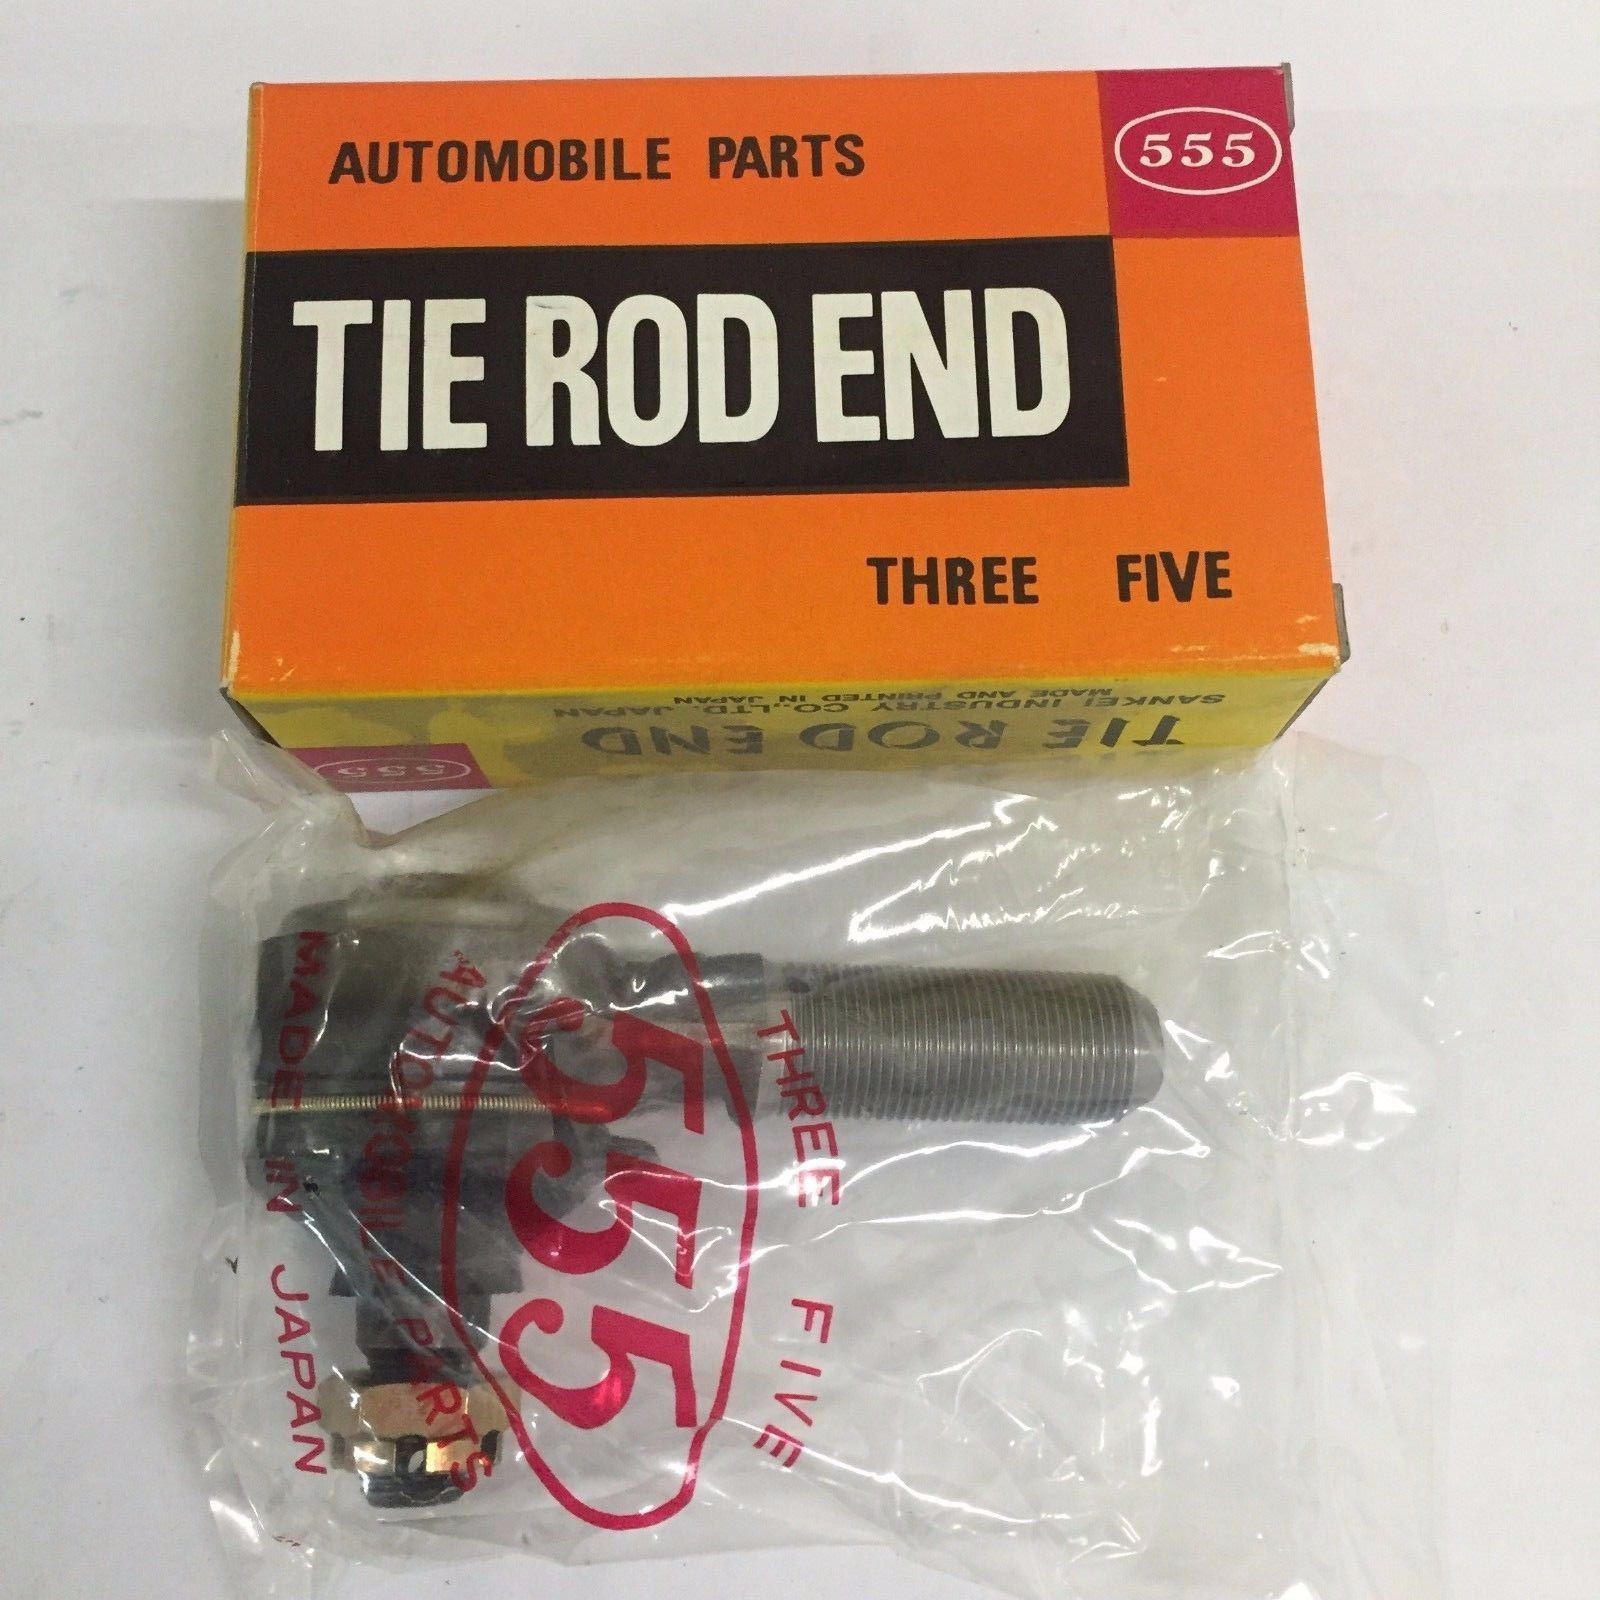 AUTOMOBILE PARTS
555
TIE ROD END
THREE FIVE
SANKEI INDUSTRY CO.,LTD. JAPAN
MADE AND PRINTED IN JAPAN
TIE ROD END
555
THREE FIVE
555
AUTOMOBILE PARTS
MADE IN JAPAN